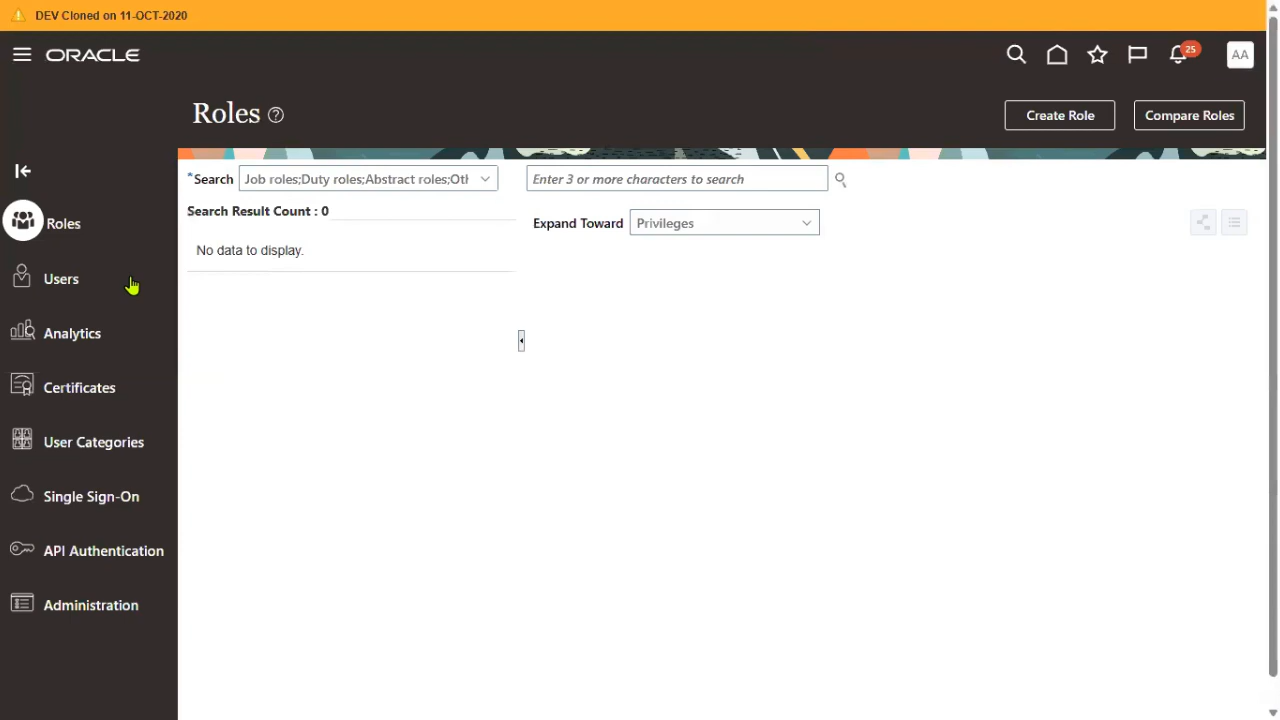 DEV Cloned on 11-OCT-2020
ORACLE
25
AA
Roles ?
Create Role
Compare Roles
*Search
Job roles;Duty roles;Abstract roles;Otl
Enter 3 or more characters to search
Search Result Count : 0
Expand Toward
Privileges
No data to display.
Roles
Users
Analytics
Certificates
User Categories
Single Sign-On
API Authentication
Administration